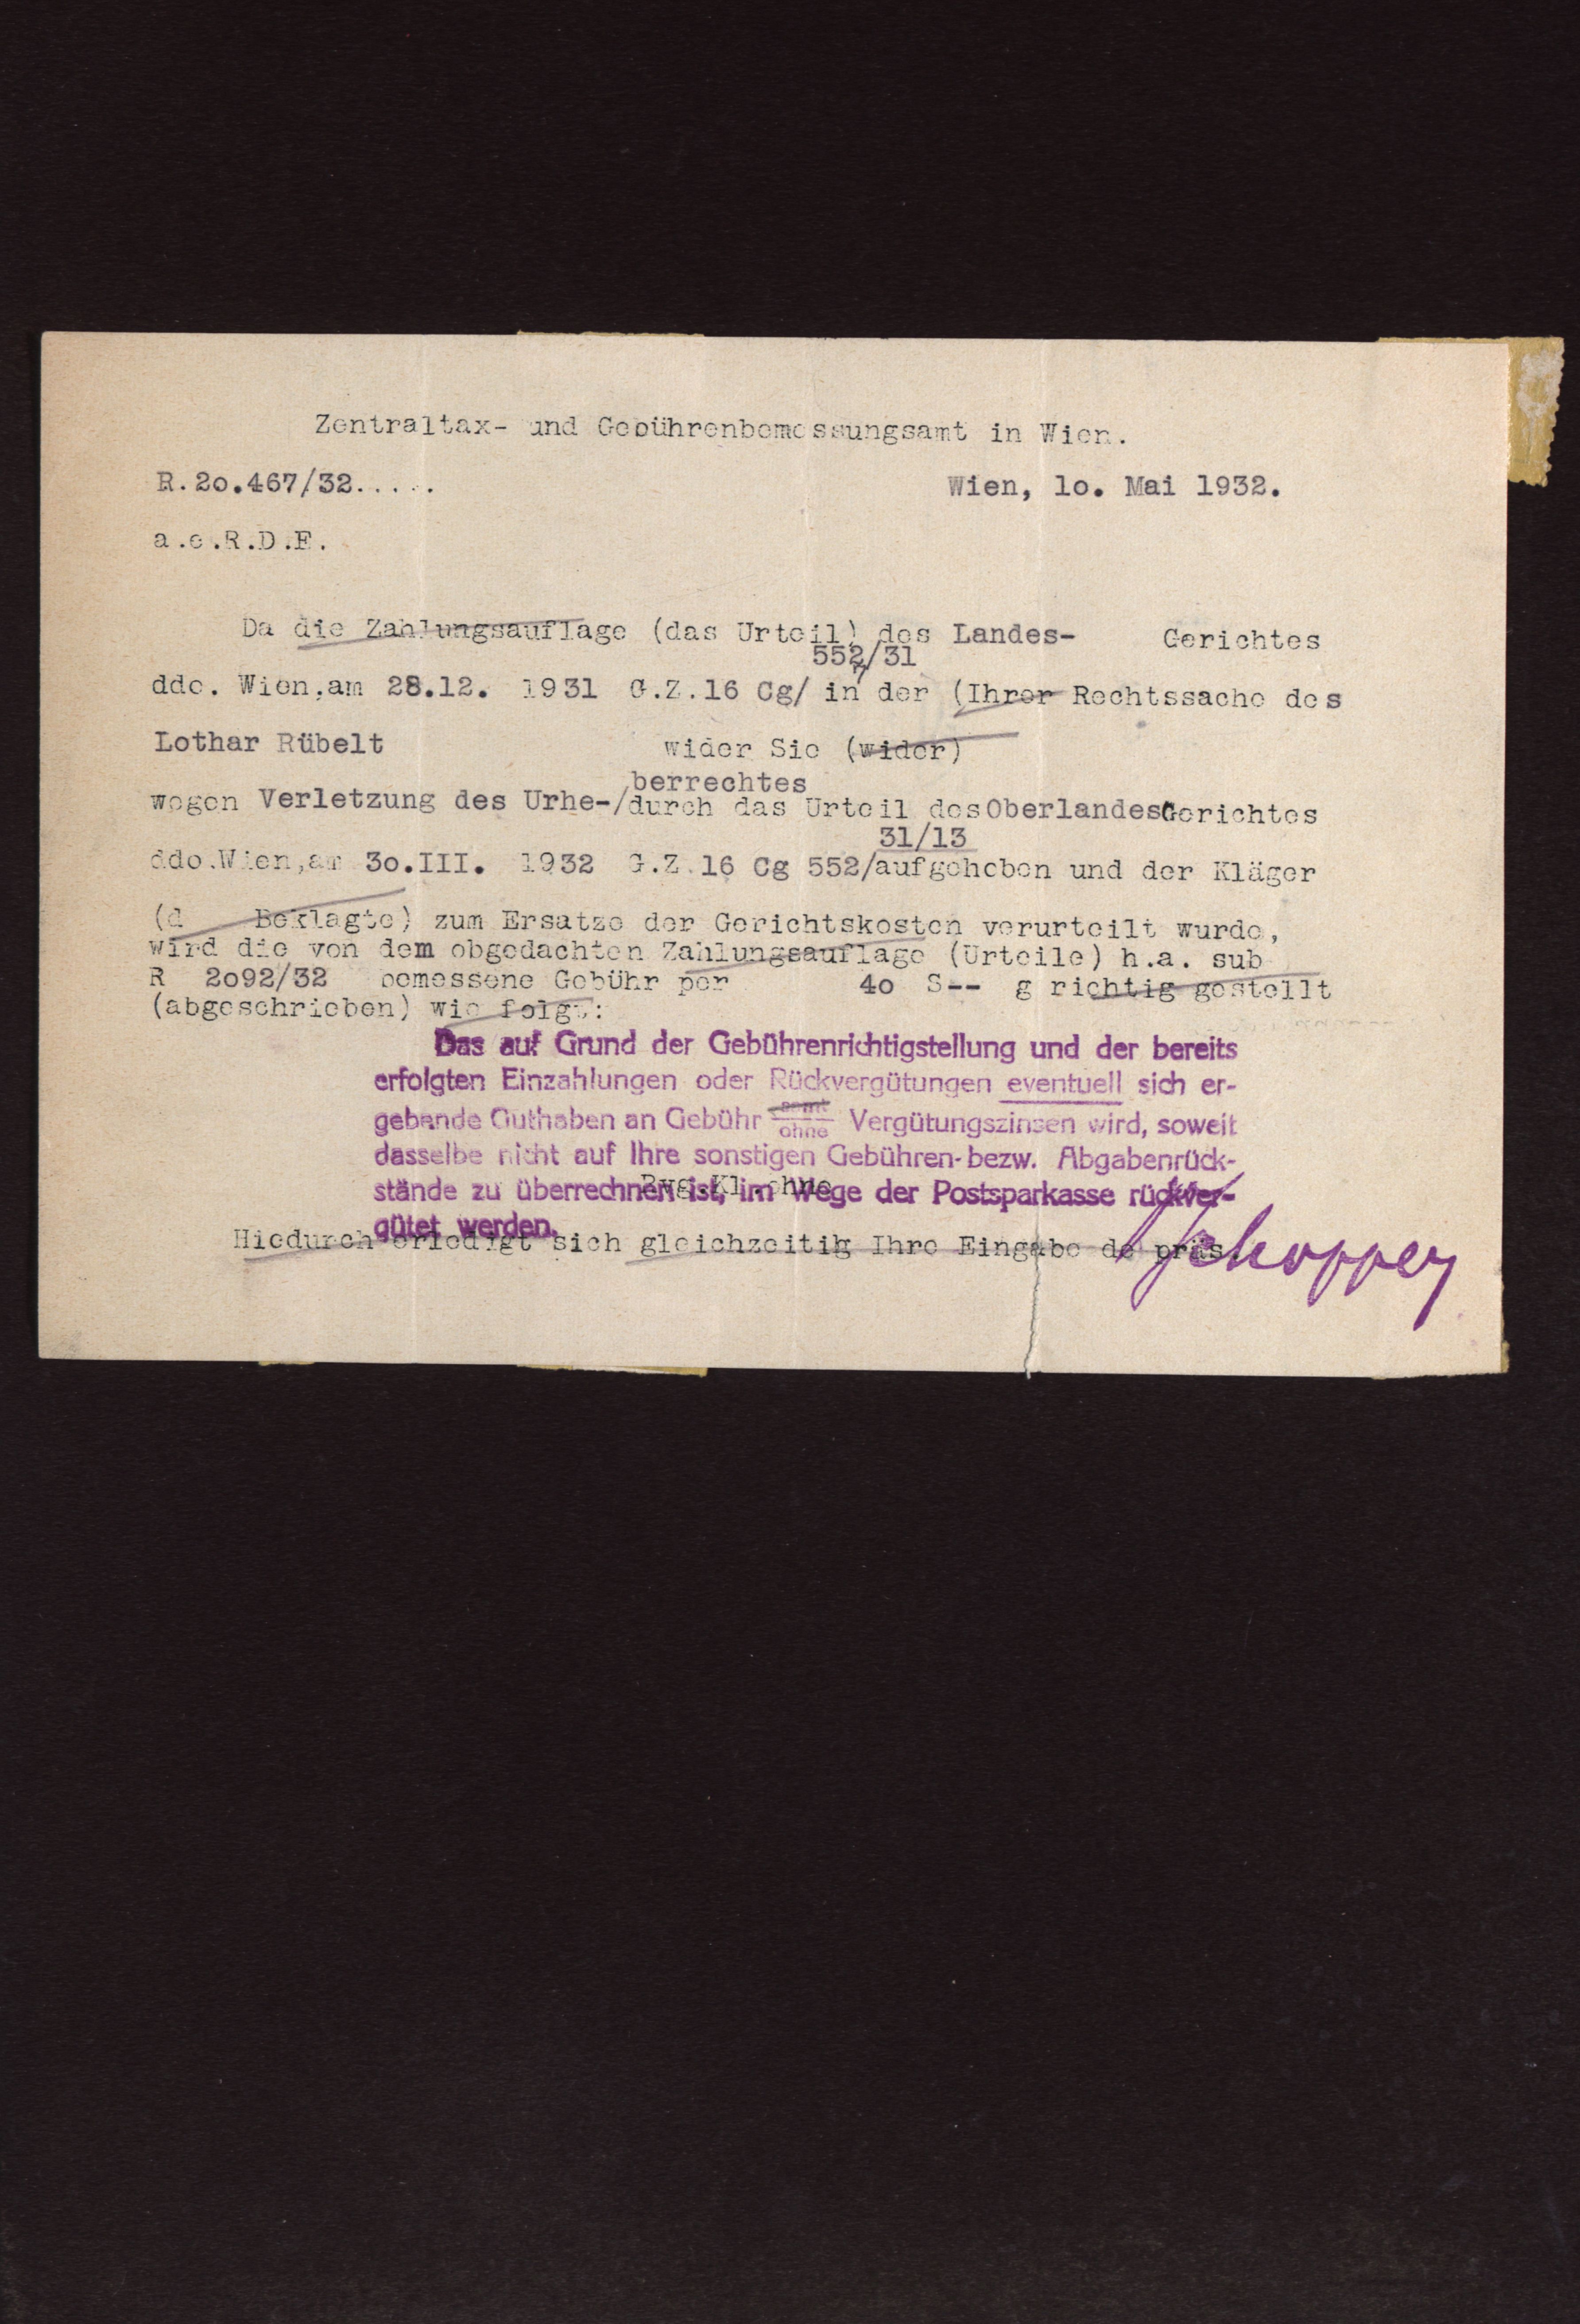 Zentraltax- und Gebührenbemessungsamt in Wien.
R.2o.467/32.....
Wien, 1o. Mai 1932.
a.e.R.D.E.
Da die Zahlungsauflage (das Urteil) des Landes- Gerichtes
552/31
ddo. Wien,am 28.12. 1931 G.Z.16 Cg/ in der (Ihrer Rechtssache des
Lothar Rübelt wider Sie (wider)
berrechtes
wegen Verletzung des Urhe-/durch das Urteil des OberlandesGerichtes
31/13
ddo.Wien,am 3o.III. 1932 G.Z.16 Cg 552/aufgehoben und der Kläger
(d Beklagte) zum Ersatze der Gerichtskosten verurteilt wurde,
wird die von dem obgedachten Zahlungsauflage (Urteile) h.a. sub
R 2o92/32 bemessene Gebühr per 4o S-- g richtig gestellt
(abgeschrieben) wie folgt:
Das auf Grund der Gebührenrichtigstellung und der bereits
erfolgten Einzahlungen oder Rückvergütungen eventuell sich er-
gebende Guthaben an Gebühr samt ohne Vergütungszinsen wird, soweit
dasselbe nicht auf Ihre sonstigen Gebühren- bezw. Abgabenrück-
stände zu überrechnen ist, im Wege der Postsparkasse rückver-
gütet werden.
Hiedurch erledigt sich gleichzeitih Ihre Eingabe de präs.